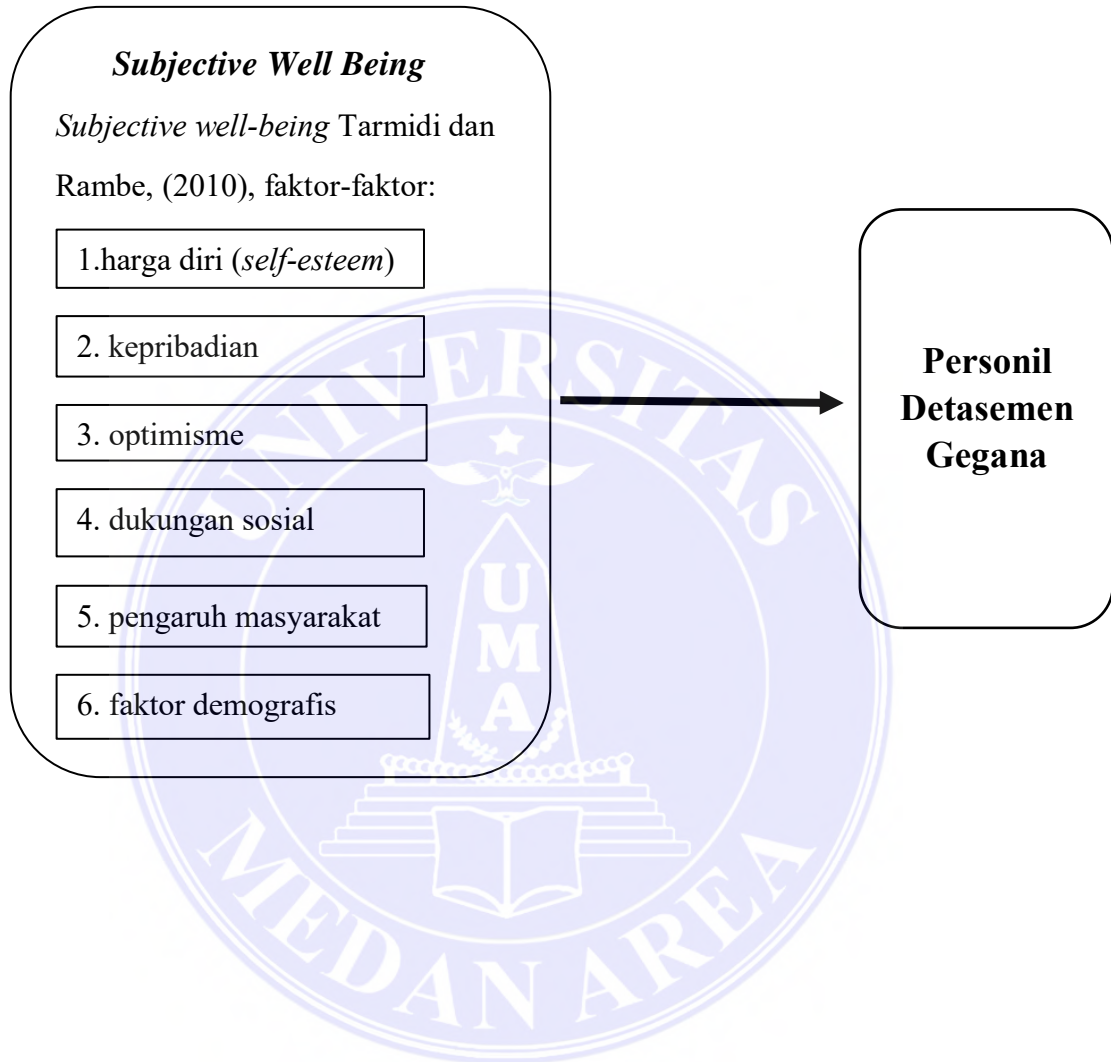 Subjective Well Being
Subjective well-being Tarmidi dan
Rambe, (2010), faktor-faktor:
1.harga diri (self-esteem)
2. kepribadian
3. optimisme
4. dukungan sosial
5. pengaruh masyarakat
6. faktor demografis
Personil
Detasemen
Gegana
UNIVERSITAS
UMA
MEDAN AREA